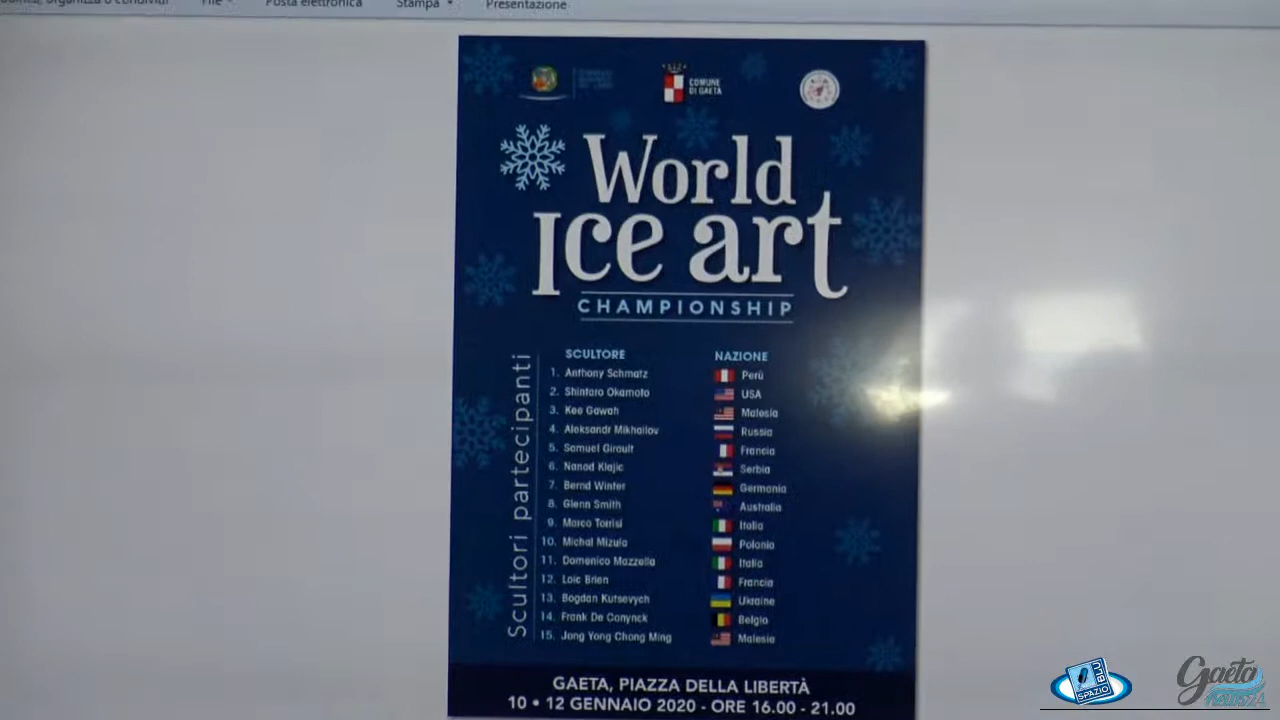 File
Posta elettronica
Stampa
Presentazione
COMUNE
DI GAETA
World
Ice art
CHAMPIONSHIP
Scultori partecipanti
SCULTORE NAZIONE
1. Anthony Schmatz Perù
2. Shintaro Okamoto USA
3. Kee Gawah Malesia
4. Aleksandr Mikhailov Russia
5. Samuel Girault Francia
6. Nenad Klajic Serbia
7. Bernd Winter Germania
8. Glenn Smith Australia
9. Marco Torrisi Italia
10. Michal Mizula Polonia
11. Domenico Mazzella Italia
12. Loic Brien Francia
13. Bogdan Kutsevych Ukraine
14. Frank De Conynck Belgio
15. Jong Yong Chong Ming Malesia
GAETA, PIAZZA DELLA LIBERTÀ
10 • 12 GENNAIO 2020 - ORE 16.00 - 21.00
SPAZIO
BLU
Gaeta
news24